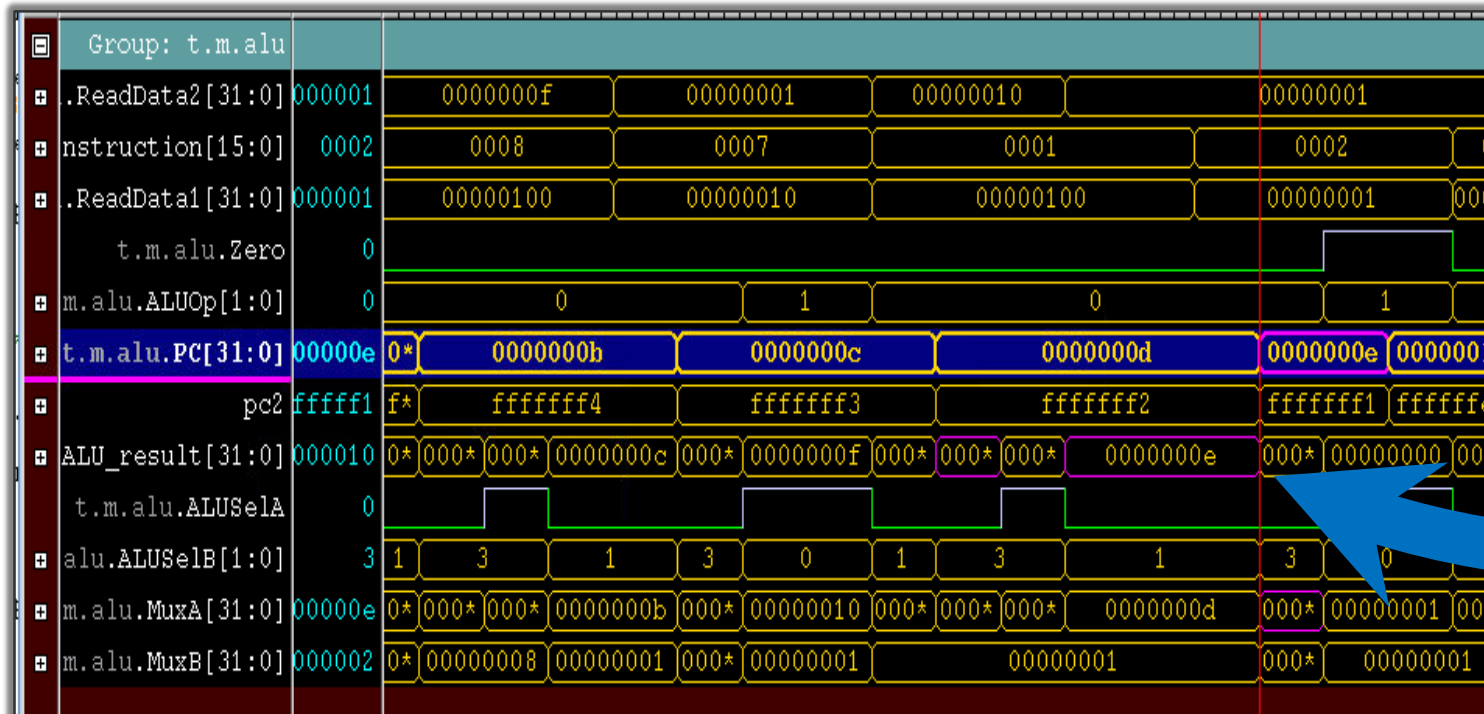 Group: t.m.alu
.ReadData2[31:0] 000001 0000000f 00000001 00000010 00000001
nstruction[15:0] 0002 0008 0007 0001 0002
.ReadData1[31:0] 000001 00000100 00000010 00000100 00000001 00
t.m.alu.Zero 0
m.alu.ALUOp[1:0] 0 0 1 0 1
t.m.alu.PC[31:0] 00000e 0* 0000000b 0000000c 0000000d 0000000e 000000
pc2 fffff1 f* fffffff4 fffffff3 fffffff2 fffffff1 ffffff
ALU_result[31:0] 000010 0* 000* 000* 0000000c 000* 0000000f 000* 000* 000* 0000000e 000* 00000000 00
t.m.alu.ALUSelA 0
alu.ALUSelB[1:0] 3 1 3 1 3 0 1 3 1 3 0
m.alu.MuxA[31:0] 00000e 0* 000* 000* 0000000b 000* 00000010 000* 000* 000* 0000000d 000* 00000001 00
m.alu.MuxB[31:0] 000002 0* 00000008 00000001 000* 00000001 00000001 000* 00000001